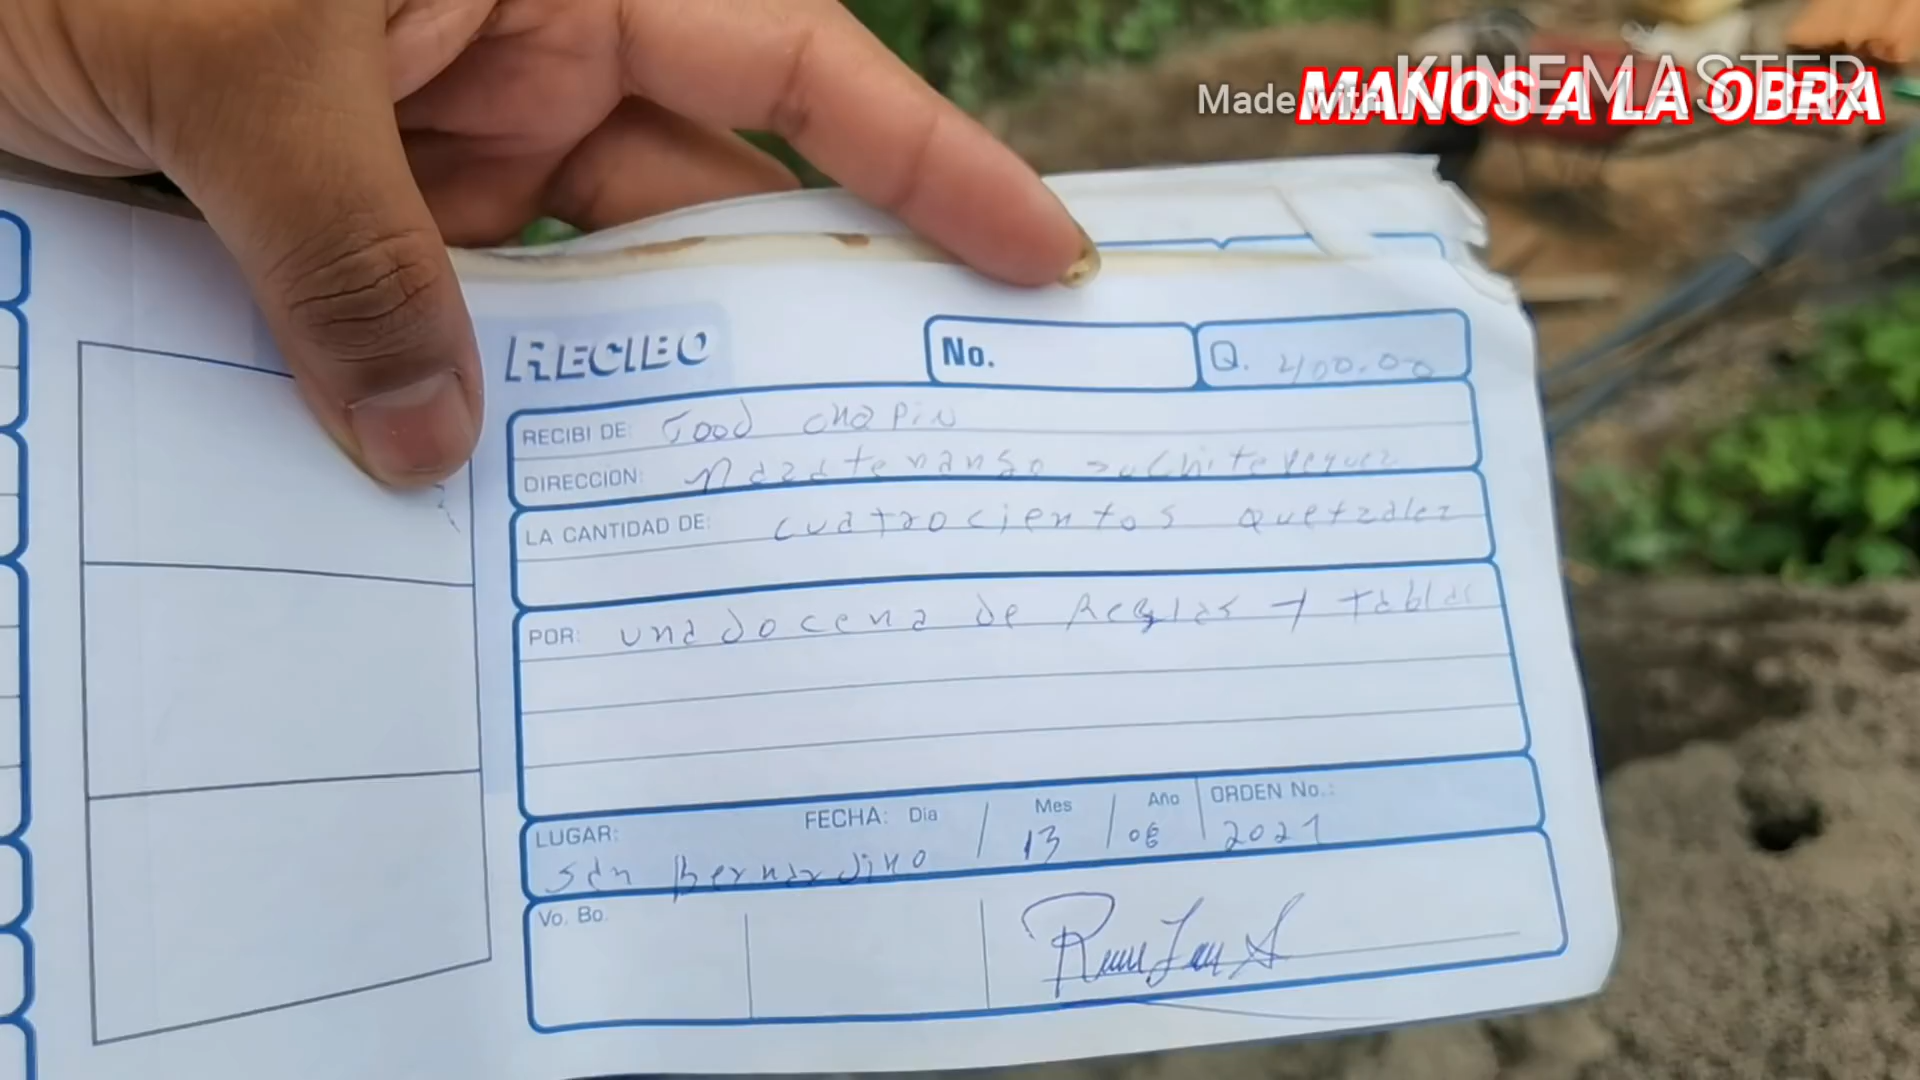 Made with KINEMASTER
MANOS A LA OBRA
RECIBO
No.
Q. 400.00
RECIBI DE: Good chapin
DIRECCION: Mazatenango suchitepequez
LA CANTIDAD DE: cuatrocientos quetzalez
POR: una docena de Reglas y tablas
LUGAR: FECHA: Dia Mes Año ORDEN No.:
san Bernardino 13 06 2021
Vo. Bo.